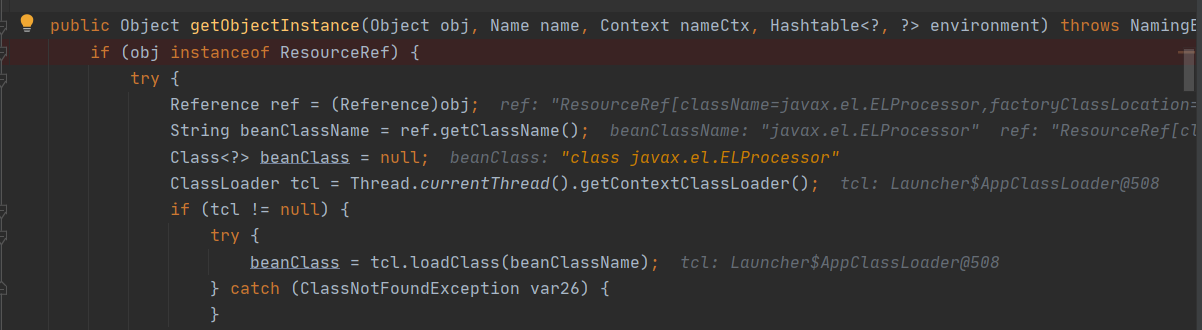 public Object getObjectInstance(Object obj, Name name, Context nameCtx, Hashtable<?, ?> environment) throws NamingE
if (obj instanceof ResourceRef) {
try {
Reference ref = (Reference)obj; ref: "ResourceRef[className=javax.el.ELProcessor,factoryClassLocation=
String beanClassName = ref.getClassName(); beanClassName: "javax.el.ELProcessor" ref: "ResourceRef[cl
Class<?> beanClass = null; beanClass: "class javax.el.ELProcessor"
ClassLoader tcl = Thread.currentThread().getContextClassLoader(); tcl: Launcher$AppClassLoader@508
if (tcl != null) {
try {
beanClass = tcl.loadClass(beanClassName); tcl: Launcher$AppClassLoader@508
} catch (ClassNotFoundException var26) {
}